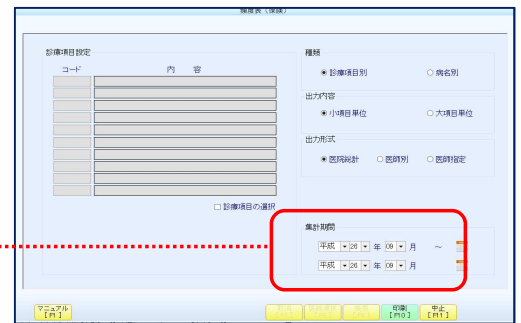 頻度表（保険）
診療項目設定
コード 内 容
□ 診療項目の選択
種類
診療項目別 病名別
出力内容
小項目単位 大項目単位
出力形式
医院総計 医師別 医師指定
集計期間
平成 26 年 09 月 ～
平成 26 年 09 月
マニュアル
[F1]
印刷
[F10]
中止
[F11]